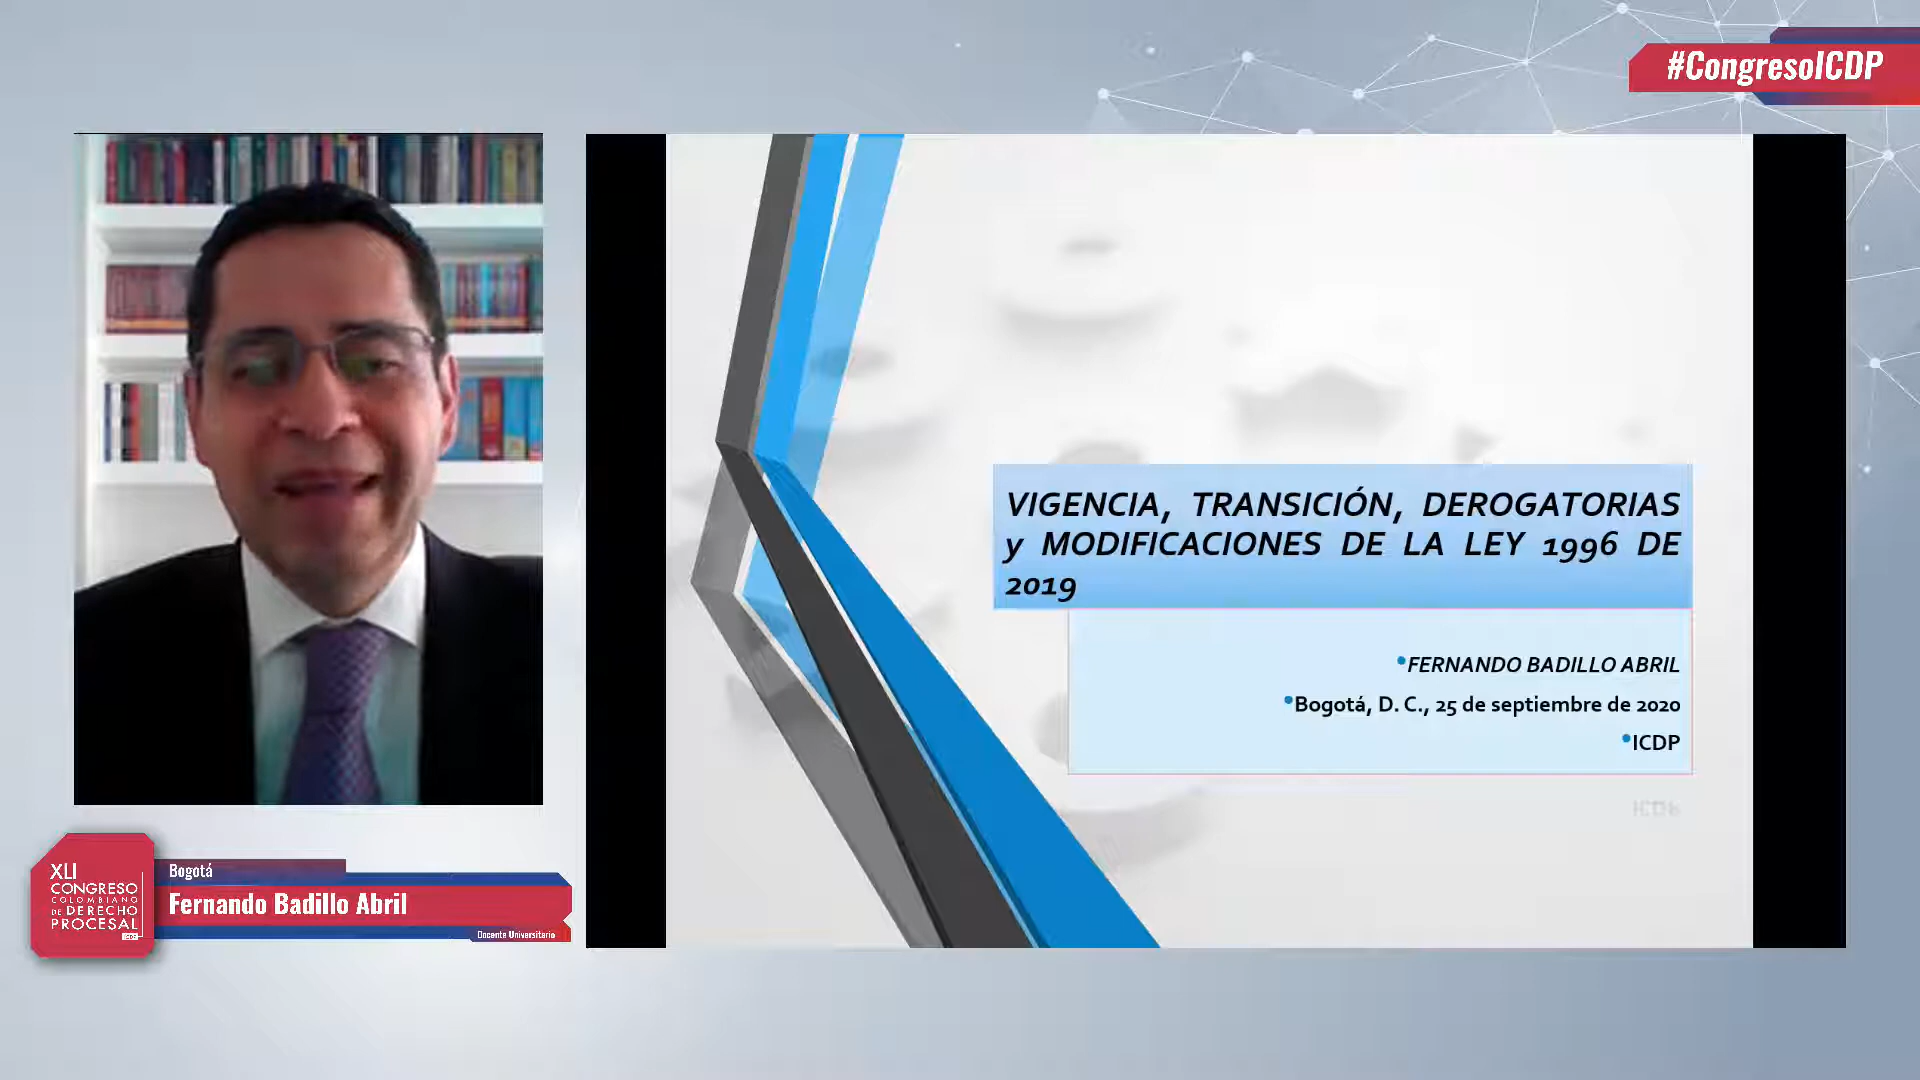 #CongresoICDP
VIGENCIA, TRANSICIÓN, DEROGATORIAS
y MODIFICACIONES DE LA LEY 1996 DE
2019
•FERNANDO BADILLO ABRIL
•Bogotá, D. C., 25 de septiembre de 2020
•ICDP
XLI
CONGRESO
COLOMBIANO
DE DERECHO
PROCESAL
Bogotá
Fernando Badillo Abril
Docente Universitario